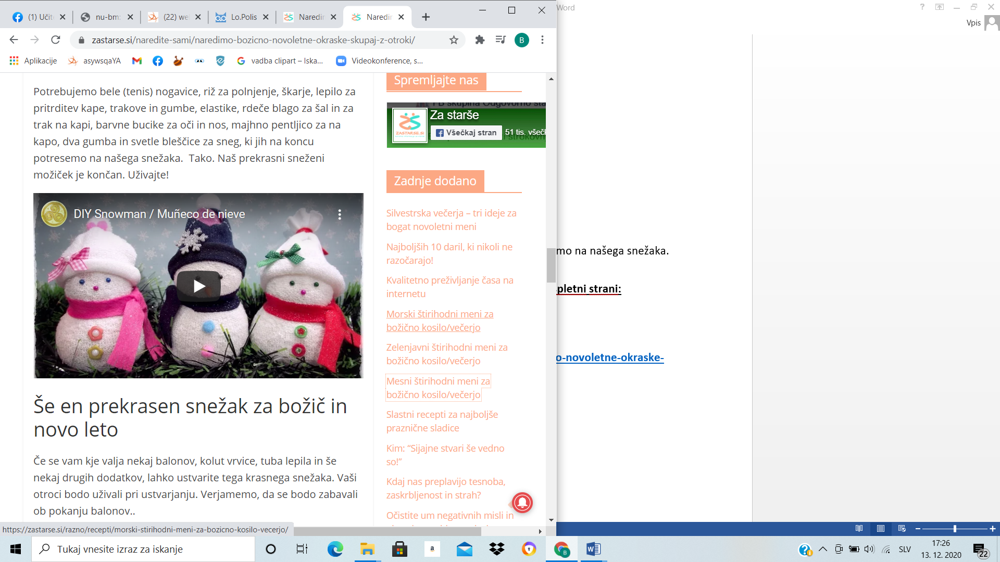 (1) Učit
nu-bm:
(22) we
Lo.Polis
Naredir
Naredir
Word
Vpis
zastarse.si/naredite-sami/naredimo-bozicno-novoletne-okraske-skupaj-z-otroki/
B
Aplikacije
asywsqaYA
vadba clipart – Iska...
Videokonference, s...
Potrebujemo bele (tenis) nogavice, riž za polnjenje, škarje, lepilo za
pritrditev kape, trakove in gumbe, elastike, rdeče blago za šal in za
trak na kapi, barvne bucike za oči in nos, majhno pentljico za na
kapo, dva gumba in svetle bleščice za sneg, ki jih na koncu
potresemo na našega snežaka.  Tako. Naš prekrasni sneženi
možiček je končan. Uživajte!
DIY Snowman / Muñeco de nieve
Še en prekrasen snežak za božič in
novo leto
Če se vam kje valja nekaj balonov, kolut vrvice, tuba lepila in še
nekaj drugih dodatkov, lahko ustvarite tega krasnega snežaka. Vaši
otroci bodo uživali pri ustvarjanju. Verjamemo, da se bodo zabavali
ob pokanju balonov..
Spremljajte nas
Za starše
ZASTARSE.SI
Všečkaj stran
51 tis. všečk
Zadnje dodano
Silvestrska večerja – tri ideje za
bogat novoletni meni
Najboljših 10 daril, ki nikoli ne
razočarajo!
Kvalitetno preživljanje časa na
internetu
Morski štirihodni meni za
božično kosilo/večerjo
Zelenjavni štirihodni meni za
božično kosilo/večerjo
Mesni štirihodni meni za
božično kosilo/večerjo
Slastni recepti za najboljše
praznične sladice
Kim: “Sijajne stvari še vedno
so!”
Kdaj nas preplavijo tesnoba,
zaskrbljenost in strah?
Očistite um negativnih misli in
mo na našega snežaka.
pletni strani:
o-novoletne-okraske-
https://zastarse.si/razno/recepti/morski-stirihodni-meni-za-bozicno-kosilo-vecerjo/
Tukaj vnesite izraz za iskanje
SLV
17:26
13. 12. 2020
22